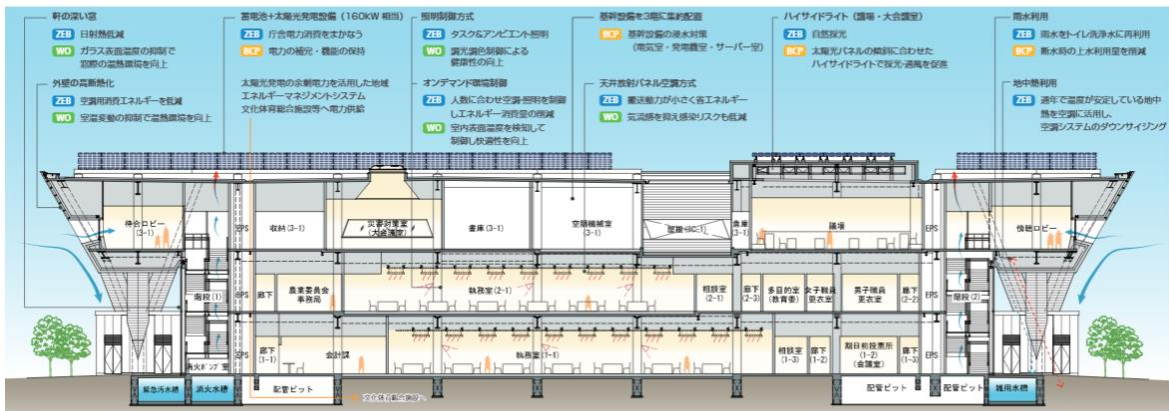 軒の深い窓
ZEB 日射熱低減
WO ガラス表面温度の抑制で
窓際の温熱環境を向上
外壁の高断熱化
ZEB 空調用消費エネルギーを低減
WO 室温変動の抑制で温熱環境を向上
蓄電池+太陽光発電設備(160kW 相当)
ZEB 庁舎電力消費をまかなう
BCP 電力の補完・機能の保持
太陽光発電の余剰電力を活用した地域
エネルギーマネジメントシステム
文化体育総合施設等へ電力供給
照明制御方式
ZEB タスク&アンビエント照明
WO 調光調色制御による
健康性の向上
オンデマンド環境制御
ZEB 人数に合わせ空調・照明を制御
しエネルギー消費量の削減
WO 室内表面温度を検知して
制御し快適性を向上
基幹設備を3階に集約配置
BCP 基幹設備の浸水対策
(電気室・発電機室・サーバー室)
天井放射パネル空調方式
ZEB 搬送動力が小さく省エネルギー
WO 気流感を抑え感染リスクも低減
ハイサイドライト(議場・大会議室)
ZEB 自然採光
BCP 太陽光パネルの傾斜に合わせた
ハイサイドライトで採光・通風を促進
雨水利用
ZEB 雨水をトイレ洗浄水に再利用
BCP 断水時の上水利用量を削減
地中熱利用
ZEB 通年で温度が安定している地中
熱を空調に活用し、
空調システムのダウンサイジング
待合ロビー
(3-1)
EPS
収納(3-1)
災害対策室
(大会議室)
書庫(3-1)
空調機械室
(3-1)
倉庫
(3-1)
議場
EPS
傍聴ロビー
階段(1)
EPS
廊下
農業委員会
事務局
執務室(2-1)
相談室
(2-1)
廊下
(2-3)
多目的室
(教育委)
女子職員
更衣室
男子職員
更衣室
廊下
(2-2)
EPS
階段(2)
消火ポンプ室
EPS
廊下
(1-1)
会計課
執務室(1-1)
相談室
(1-3)
廊下
(1-2)
期日前投票所
(1-2)
(会議室)
廊下
(1-3)
EPS
緊急汚水槽
消火水槽
配管ピット
文化体育総合施設へ
配管ピット
配管ピット
雑用水槽